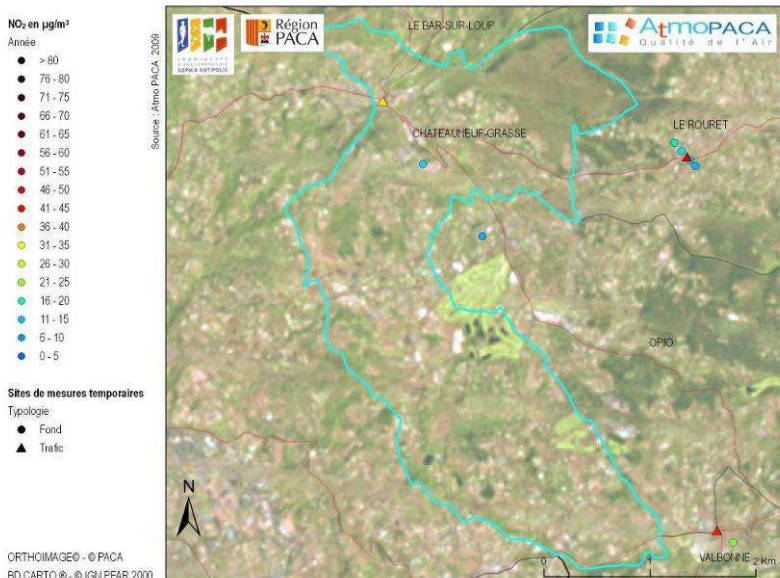 NO₂ en µg/m³
Année
> 80
76 - 80
71 - 75
66 - 70
61 - 65
56 - 60
51 - 55
46 - 50
41 - 45
36 - 40
31 - 35
26 - 30
21 - 25
16 - 20
11 - 15
6 - 10
0 - 5
Sites de mesures temporaires
Typologie
Fond
Trafic
ORTHOIMAGE© - © PACA
BD CARTO ® - © IGN PFAR 2000
Source : Atmo PACA 2009
SOPHIA ANTIPOLIS
Région
PACA
AtmoPACA
Qualité de l'Air
LE BAR-SUR-LOUP
CHATEAUNEUF-GRASSE
LE ROURET
OPIO
VALBONNE
N
0
2 Km